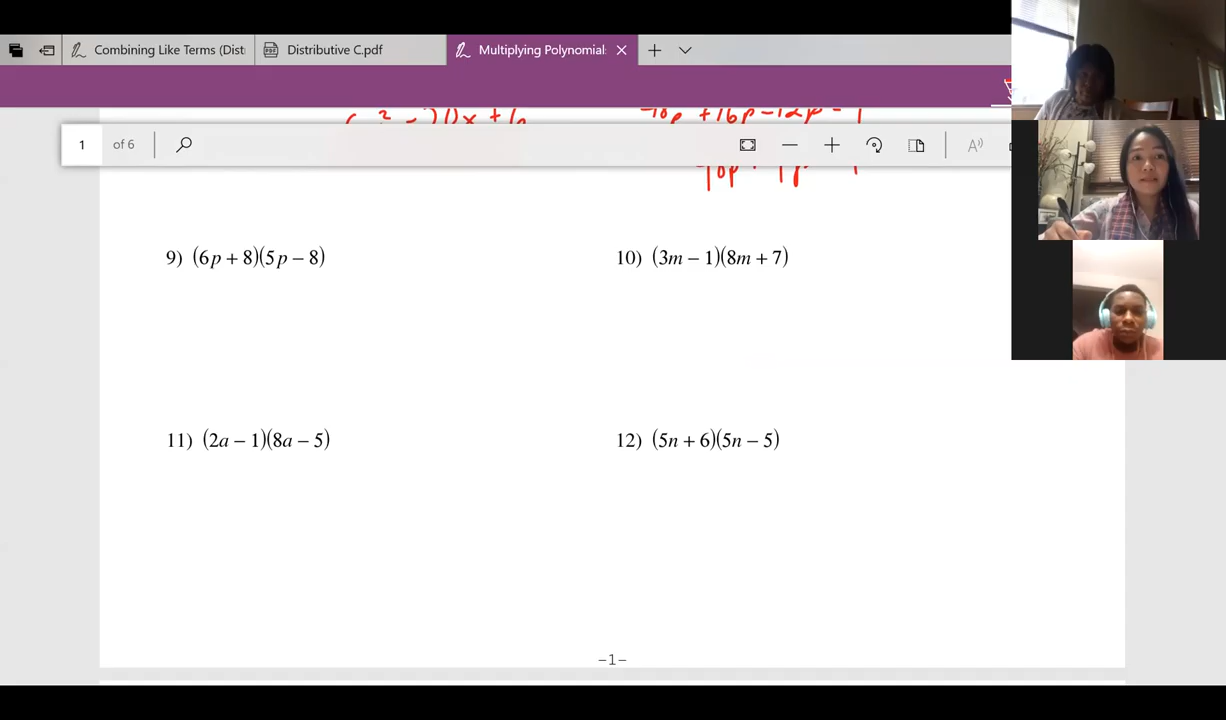 Combining Like Terms (Dist
Distributive C.pdf
Multiplying Polynomial
1 of 6
9) (6p + 8)(5p − 8)
10) (3m − 1)(8m + 7)
11) (2a − 1)(8a − 5)
12) (5n + 6)(5n − 5)
−1−